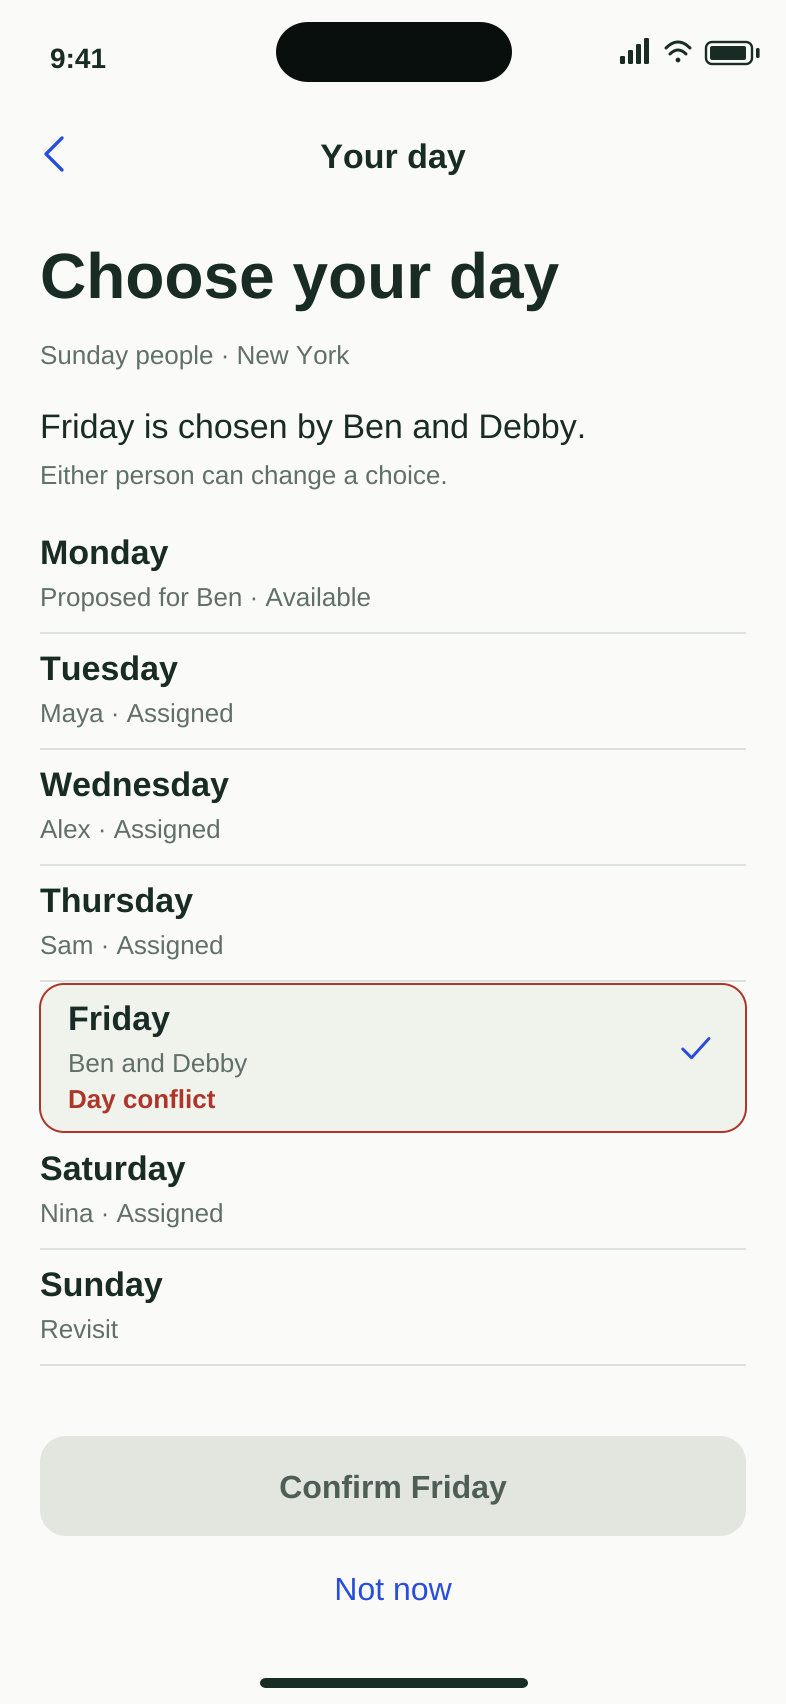 9:41
Your day
Choose your day
Sunday people · New York
Friday is chosen by Ben and Debby.
Either person can change a choice.
Monday
Proposed for Ben · Available
Tuesday
Maya · Assigned
Wednesday
Alex · Assigned
Thursday
Sam · Assigned
Friday
Ben and Debby
Day conflict
Saturday
Nina · Assigned
Sunday
Revisit
Confirm Friday
Not now